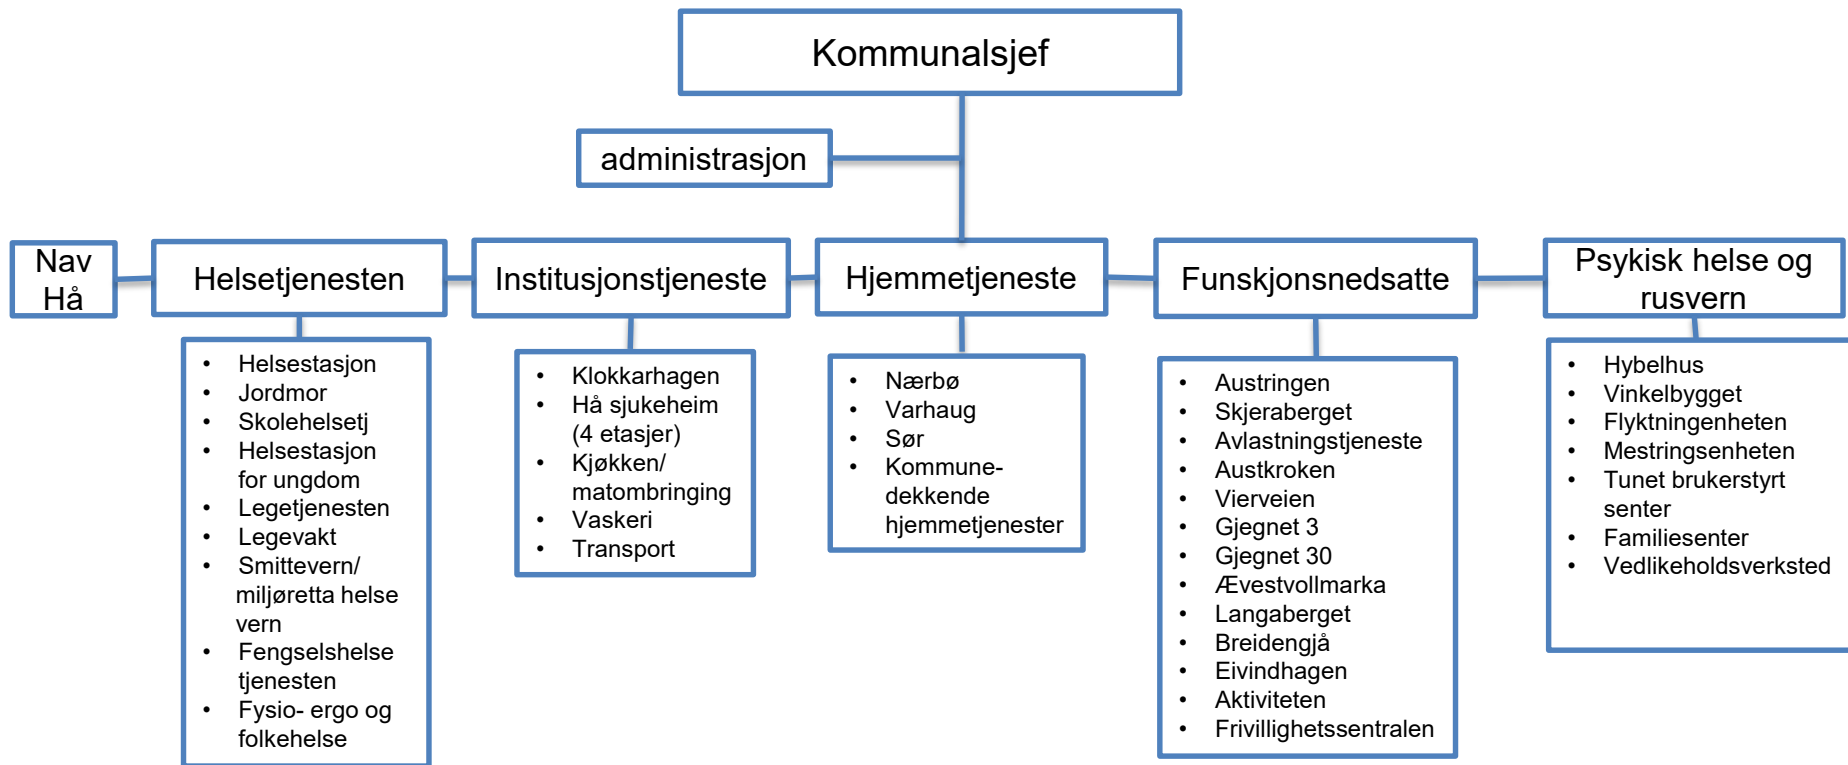 Kommunalsjef
administrasjon
Nav
Hå
Helsetjenesten
Institusjonstjeneste
Hjemmetjeneste
Funskjonsnedsatte
Psykisk helse og
rusvern
• Helsestasjon
• Jordmor
• Skolehelsetj
• Helsestasjon
for ungdom
• Legetjenesten
• Legevakt
• Smittevern/
miljøretta helse
vern
• Fengselshelse
tjenesten
• Fysio- ergo og
folkehelse
• Klokkarhagen
• Hå sjukeheim
(4 etasjer)
• Kjøkken/
matombringing
• Vaskeri
• Transport
• Nærbø
• Varhaug
• Sør
• Kommune-
dekkende
hjemmetjenester
• Austringen
• Skjeraberget
• Avlastningstjeneste
• Austkroken
• Vierveien
• Gjegnet 3
• Gjegnet 30
• Ævestvollmarka
• Langaberget
• Breidengjå
• Eivindhagen
• Aktiviteten
• Frivillighetssentralen
• Hybelhus
• Vinkelbygget
• Flyktningenheten
• Mestringsenheten
• Tunet brukerstyrt
senter
• Familiesenter
• Vedlikeholdsverksted